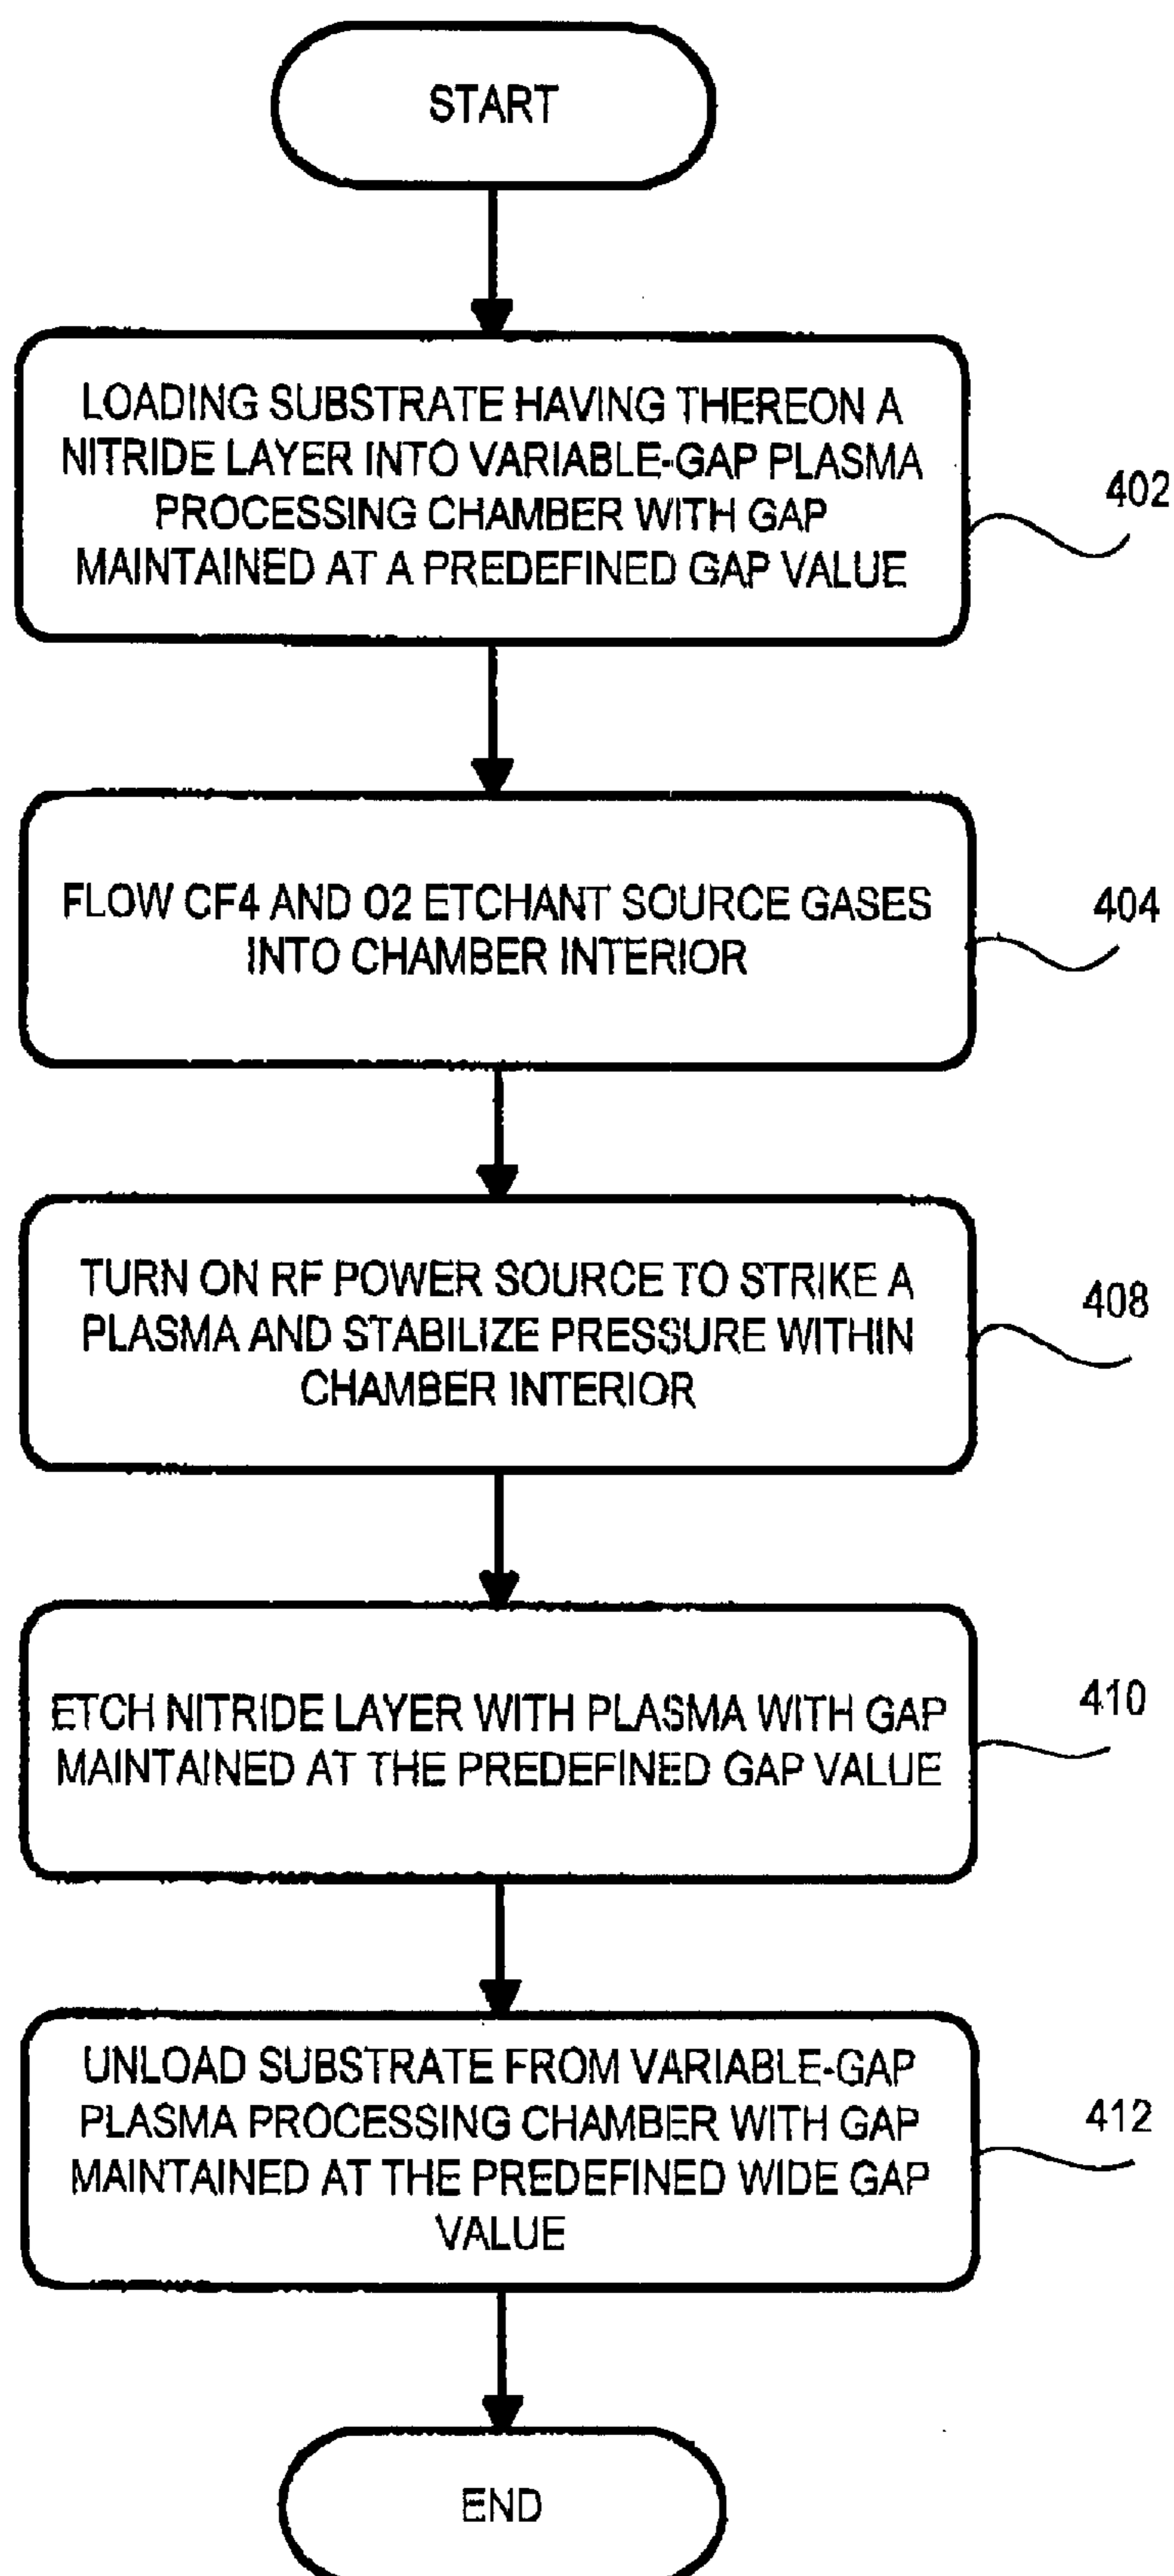 START
LOADING SUBSTRATE HAVING THEREON A
NITRIDE LAYER INTO VARIABLE-GAP PLASMA
PROCESSING CHAMBER WITH GAP
MAINTAINED AT A PREDEFINED GAP VALUE
402
FLOW CF4 AND O2 ETCHANT SOURCE GASES
INTO CHAMBER INTERIOR
404
TURN ON RF POWER SOURCE TO STRIKE A
PLASMA AND STABILIZE PRESSURE WITHIN
CHAMBER INTERIOR
408
ETCH NITRIDE LAYER WITH PLASMA WITH GAP
MAINTAINED AT THE PREDEFINED GAP VALUE
410
UNLOAD SUBSTRATE FROM VARIABLE-GAP
PLASMA PROCESSING CHAMBER WITH GAP
MAINTAINED AT THE PREDEFINED WIDE GAP
VALUE
412
END